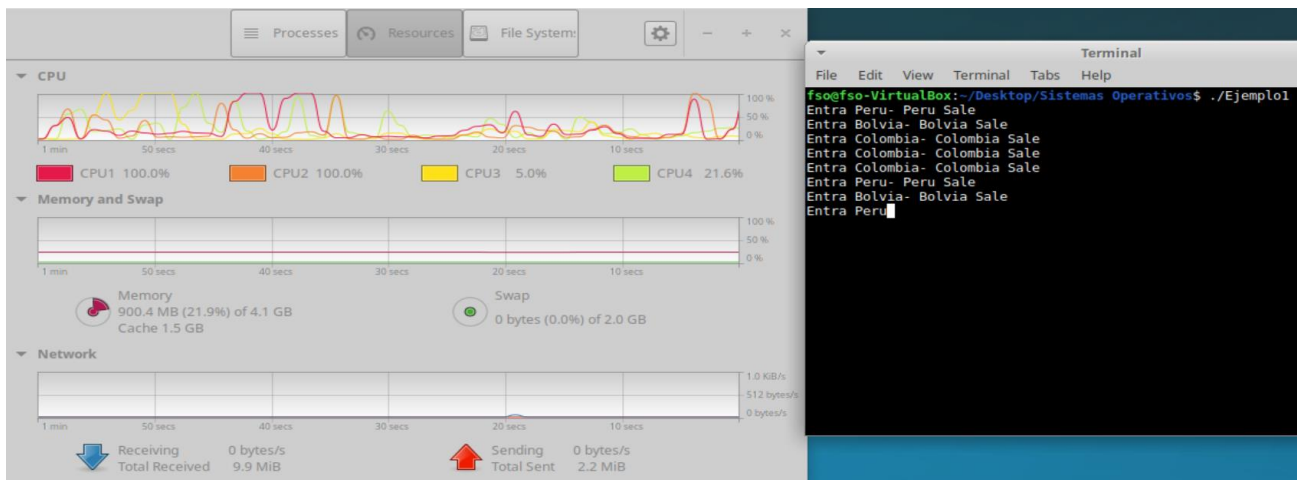 Processes Resources File Systems
CPU
100 %
50 %
0 %
1 min 50 secs 40 secs 30 secs 20 secs 10 secs
CPU1 100.0% CPU2 100.0% CPU3 5.0% CPU4 21.6%
Memory and Swap
100 %
50 %
0 %
1 min 50 secs 40 secs 30 secs 20 secs 10 secs
Memory
900.4 MB (21.9%) of 4.1 GB
Cache 1.5 GB
Swap
0 bytes (0.0%) of 2.0 GB
Network
1.0 KiB/s
512 bytes/s
0 bytes/s
1 min 50 secs 40 secs 30 secs 20 secs 10 secs
Receiving 0 bytes/s
Total Received 9.9 MiB
Sending 0 bytes/s
Total Sent 2.2 MiB
Terminal
File Edit View Terminal Tabs Help
fso@fso-VirtualBox:~/Desktop/Sistemas Operativos$ ./Ejemplo1
Entra Peru- Peru Sale
Entra Bolvia- Bolvia Sale
Entra Colombia- Colombia Sale
Entra Colombia- Colombia Sale
Entra Colombia- Colombia Sale
Entra Peru- Peru Sale
Entra Bolvia- Bolvia Sale
Entra Peru